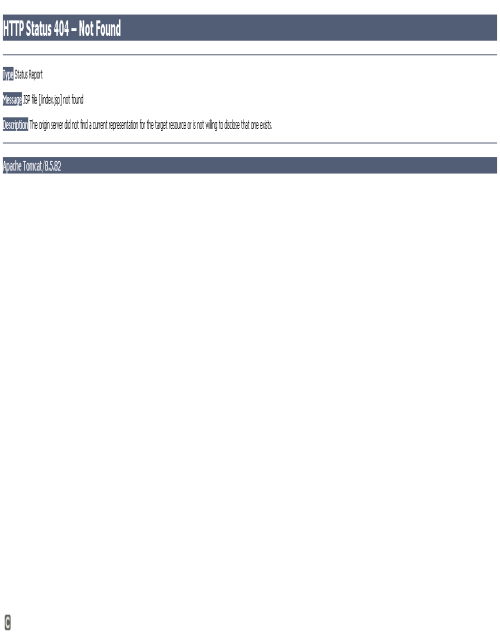 HTTP Status 404 – Not Found
Type Status Report
Message JSP file [/index.jsp] not found
Description The origin server did not find a current representation for the target resource or is not willing to disclose that one exists.
Apache Tomcat/8.5.82
C